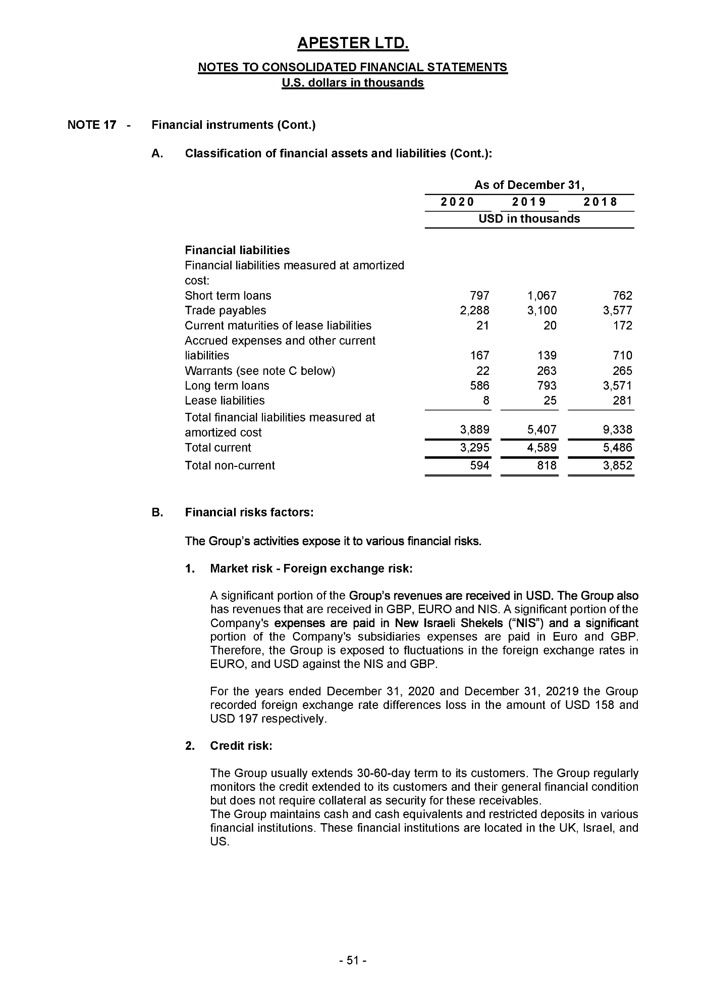 APESTER LTD.
NOTES TO CONSOLIDATED FINANCIAL STATEMENTS
U.S. dollars in thousands
NOTE 17 - Financial instruments (Cont.)
A. Classification of financial assets and liabilities (Cont.):
As of December 31,
2020 2019 2018
USD in thousands
Financial liabilities
Financial liabilities measured at amortized
cost:
Short term loans 797 1,067 762
Trade payables 2,288 3,100 3,577
Current maturities of lease liabilities 21 20 172
Accrued expenses and other current
liabilities 167 139 710
Warrants (see note C below) 22 263 265
Long term loans 586 793 3,571
Lease liabilities 8 25 281
Total financial liabilities measured at
amortized cost 3,889 5,407 9,338
Total current 3,295 4,589 5,486
Total non-current 594 818 3,852
B. Financial risks factors:
The Group’s activities expose it to various financial risks.
1. Market risk - Foreign exchange risk:
A significant portion of the Group’s revenues are received in USD. The Group also
has revenues that are received in GBP, EURO and NIS. A significant portion of the
Company's expenses are paid in New Israeli Shekels (“NIS”) and a significant
portion of the Company's subsidiaries expenses are paid in Euro and GBP.
Therefore, the Group is exposed to fluctuations in the foreign exchange rates in
EURO, and USD against the NIS and GBP.
For the years ended December 31, 2020 and December 31, 20219 the Group
recorded foreign exchange rate differences loss in the amount of USD 158 and
USD 197 respectively.
2. Credit risk:
The Group usually extends 30-60-day term to its customers. The Group regularly
monitors the credit extended to its customers and their general financial condition
but does not require collateral as security for these receivables.
The Group maintains cash and cash equivalents and restricted deposits in various
financial institutions. These financial institutions are located in the UK, Israel, and
US.
- 51 -